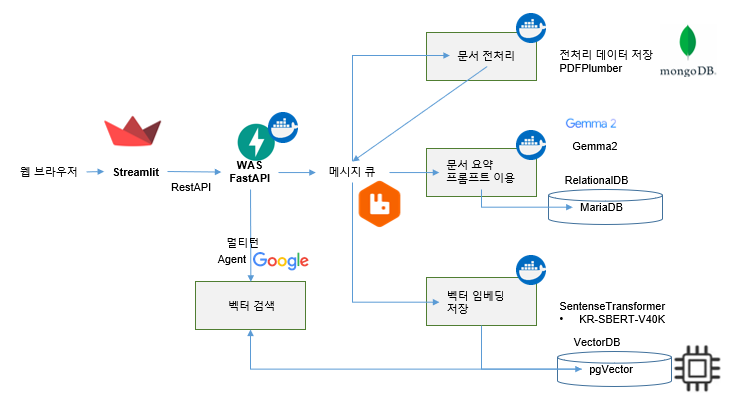 문서 전처리
전처리 데이터 저장
PDFPlumber
mongoDB.
Gemma 2
Gemma2
웹 브라우저
Streamlit
RestAPI
WAS
FastAPI
메시지 큐
문서 요약
프롬프트 이용
RelationalDB
MariaDB
멀티턴
Agent
Google
벡터 검색
벡터 임베딩
저장
SentenseTransformer
• KR-SBERT-V40K
VectorDB
pgVector